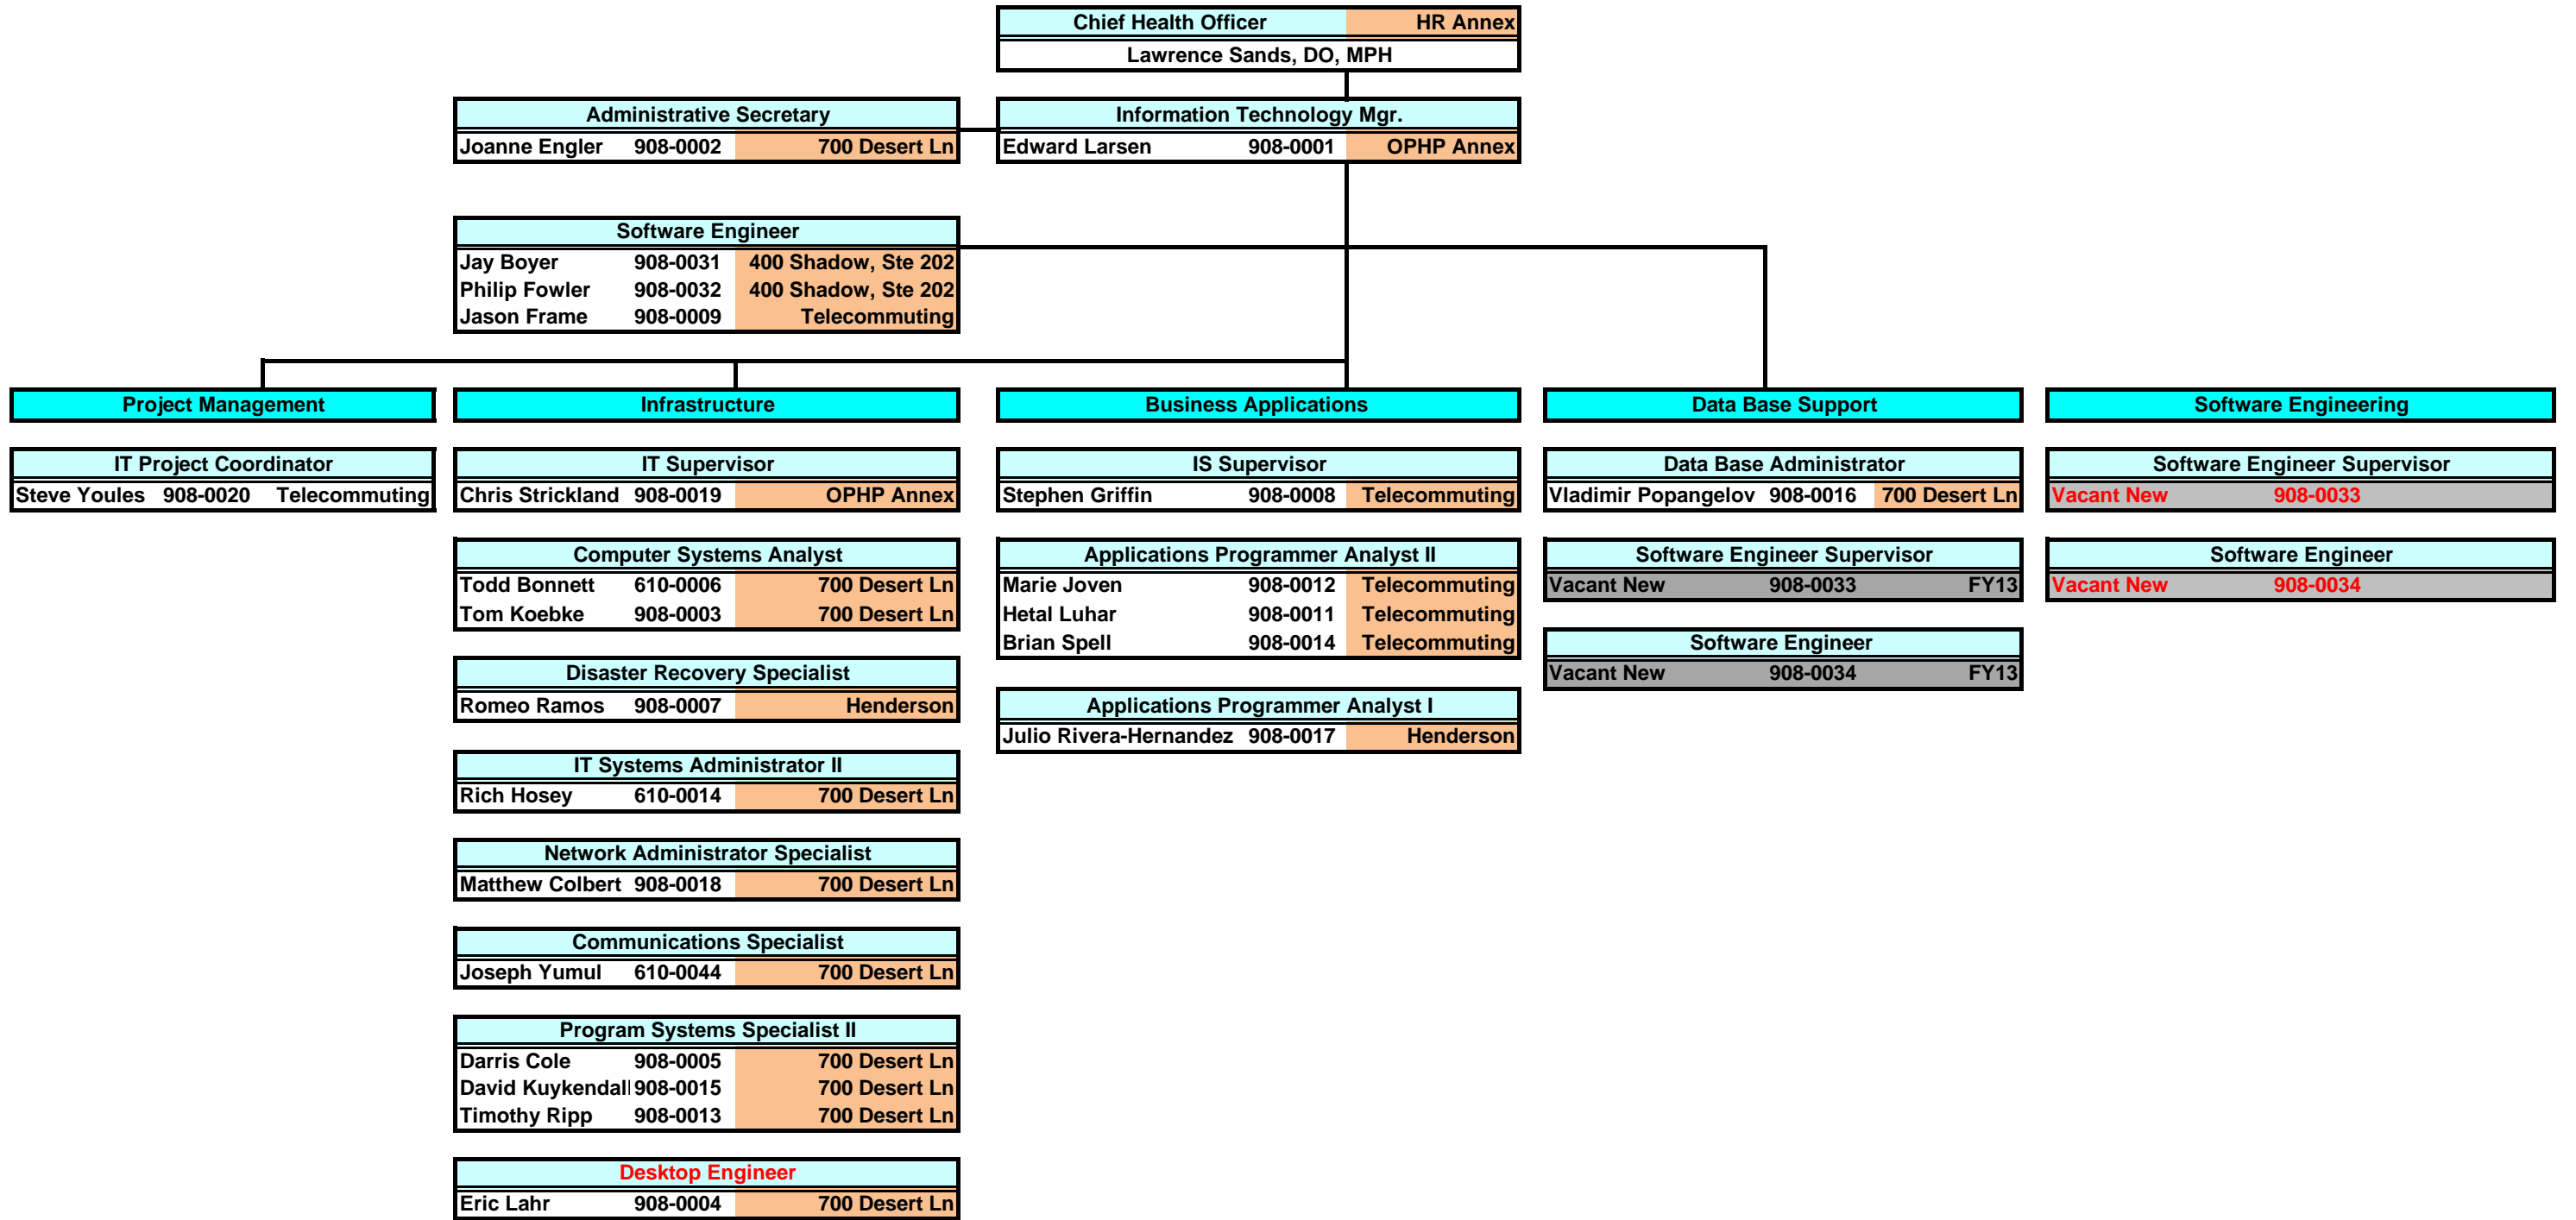 Chief Health Officer HR Annex
Lawrence Sands, DO, MPH
Administrative Secretary
Joanne Engler 908-0002 700 Desert Ln
Information Technology Mgr.
Edward Larsen 908-0001 OPHP Annex
Software Engineer
Jay Boyer 908-0031 400 Shadow, Ste 202
Philip Fowler 908-0032 400 Shadow, Ste 202
Jason Frame 908-0009 Telecommuting
Project Management
IT Project Coordinator
Steve Youles 908-0020 Telecommuting
Infrastructure
IT Supervisor
Chris Strickland 908-0019 OPHP Annex
Computer Systems Analyst
Todd Bonnett 610-0006 700 Desert Ln
Tom Koebke 908-0003 700 Desert Ln
Disaster Recovery Specialist
Romeo Ramos 908-0007 Henderson
IT Systems Administrator II
Rich Hosey 610-0014 700 Desert Ln
Network Administrator Specialist
Matthew Colbert 908-0018 700 Desert Ln
Communications Specialist
Joseph Yumul 610-0044 700 Desert Ln
Program Systems Specialist II
Darris Cole 908-0005 700 Desert Ln
David Kuykendall 908-0015 700 Desert Ln
Timothy Ripp 908-0013 700 Desert Ln
Desktop Engineer
Eric Lahr 908-0004 700 Desert Ln
Business Applications
IS Supervisor
Stephen Griffin 908-0008 Telecommuting
Applications Programmer Analyst II
Marie Joven 908-0012 Telecommuting
Hetal Luhar 908-0011 Telecommuting
Brian Spell 908-0014 Telecommuting
Applications Programmer Analyst I
Julio Rivera-Hernandez 908-0017 Henderson
Data Base Support
Data Base Administrator
Vladimir Popangelov 908-0016 700 Desert Ln
Software Engineer Supervisor
Vacant New 908-0033 FY13
Software Engineer
Vacant New 908-0034 FY13
Software Engineering
Software Engineer Supervisor
Vacant New 908-0033
Software Engineer
Vacant New 908-0034